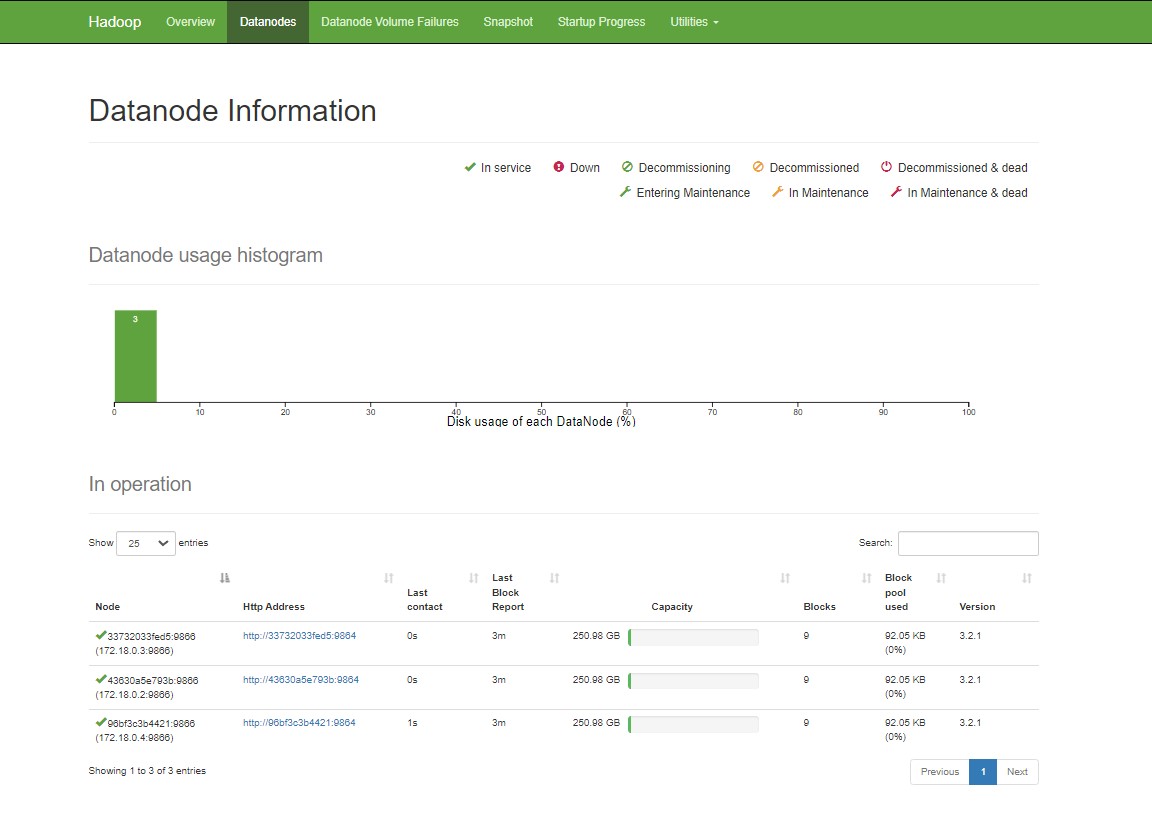 Hadoop Overview Datanodes Datanode Volume Failures Snapshot Startup Progress Utilities
Datanode Information
In service Down Decommissioning Decommissioned Decommissioned & dead
Entering Maintenance In Maintenance In Maintenance & dead
Datanode usage histogram
3
0 10 20 30 40 50 60 70 80 90 100
Disk usage of each DataNode (%)
In operation
Show 25 entries Search:
Node Http Address Last contact Last Block Report Capacity Blocks Block pool used Version
33732033fed5:9866 http://33732033fed5:9864 0s 3m 250.98 GB 9 92.05 KB 3.2.1
(172.18.0.3:9866) (0%)
43630a5e793b:9866 http://43630a5e793b:9864 0s 3m 250.98 GB 9 92.05 KB 3.2.1
(172.18.0.2:9866) (0%)
96bf3c3b4421:9866 http://96bf3c3b4421:9864 1s 3m 250.98 GB 9 92.05 KB 3.2.1
(172.18.0.4:9866) (0%)
Showing 1 to 3 of 3 entries Previous 1 Next